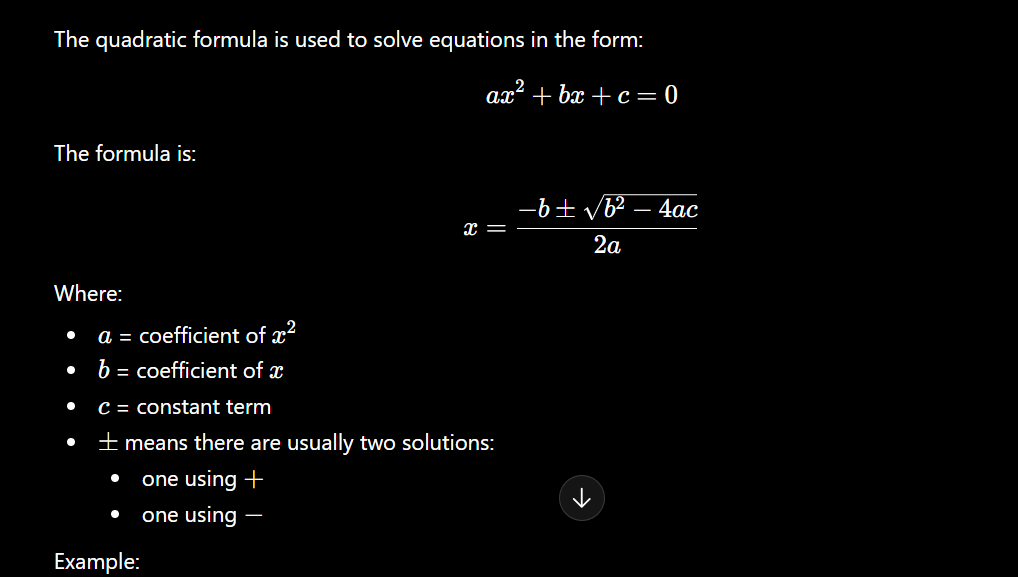 The quadratic formula is used to solve equations in the form:
ax² + bx + c = 0
The formula is:
x = (−b ± √(b² − 4ac)) / 2a
Where:
• a = coefficient of x²
• b = coefficient of x
• c = constant term
• ± means there are usually two solutions:
• one using +
• one using −
Example: